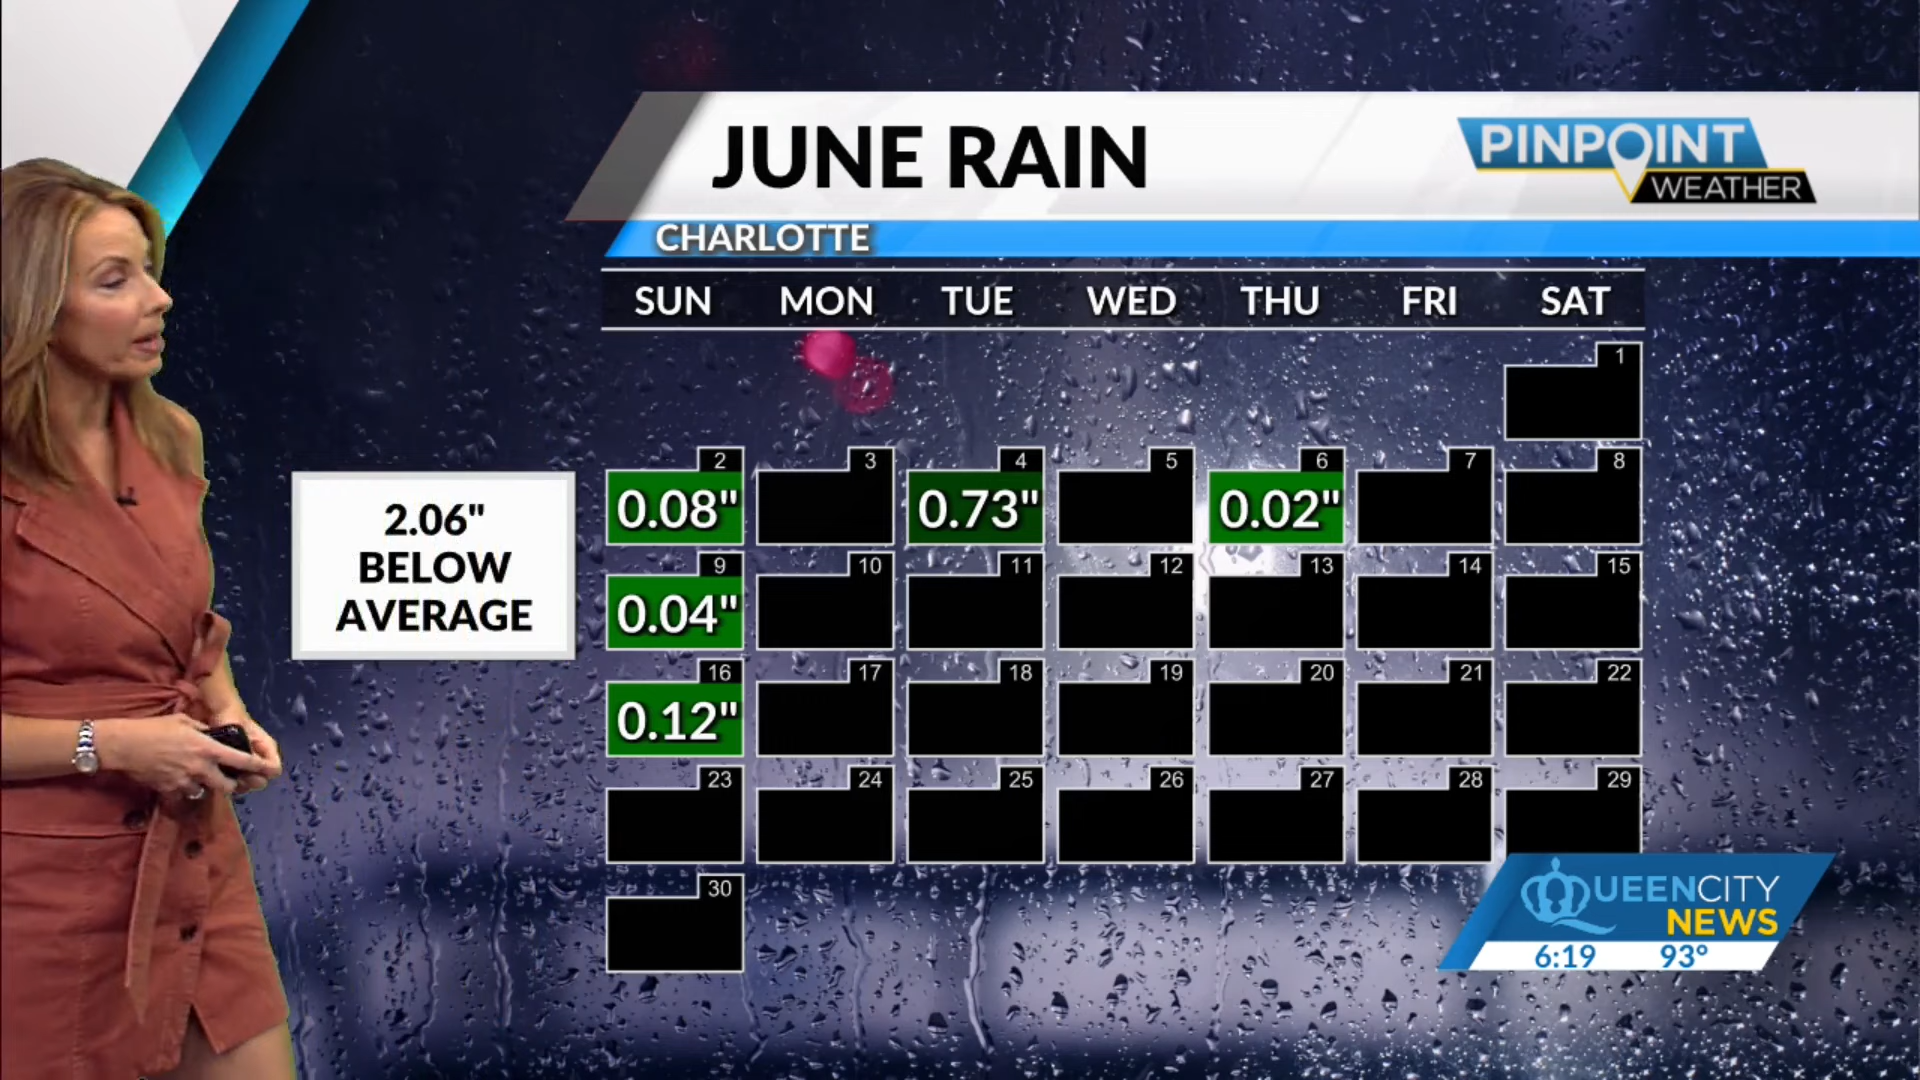 JUNE RAIN
PINPOINT
WEATHER
CHARLOTTE
SUN MON TUE WED THU FRI SAT
1
2 3 4 5 6 7 8
0.08" 0.73" 0.02"
2.06"
BELOW
AVERAGE
9 10 11 12 13 14 15
0.04"
16 17 18 19 20 21 22
0.12"
23 24 25 26 27 28 29
30
QUEENCITY
NEWS
6:19 93°